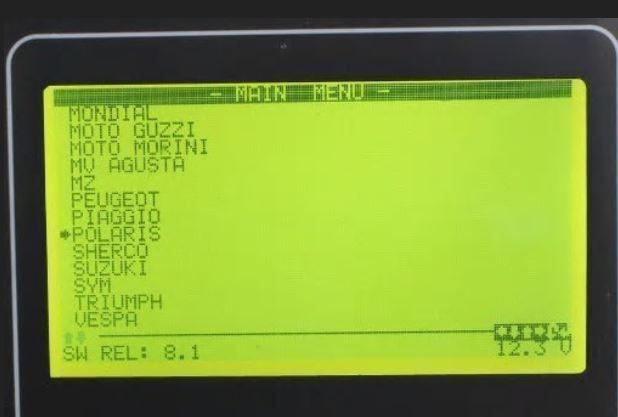 - MAIN MENU -
MONDIAL
MOTO GUZZI
MOTO MORINI
MV AGUSTA
MZ
PEUGEOT
PIAGGIO
POLARIS
SHERCO
SUZUKI
SYM
TRIUMPH
VESPA
SW REL: 8.1
12.3 V